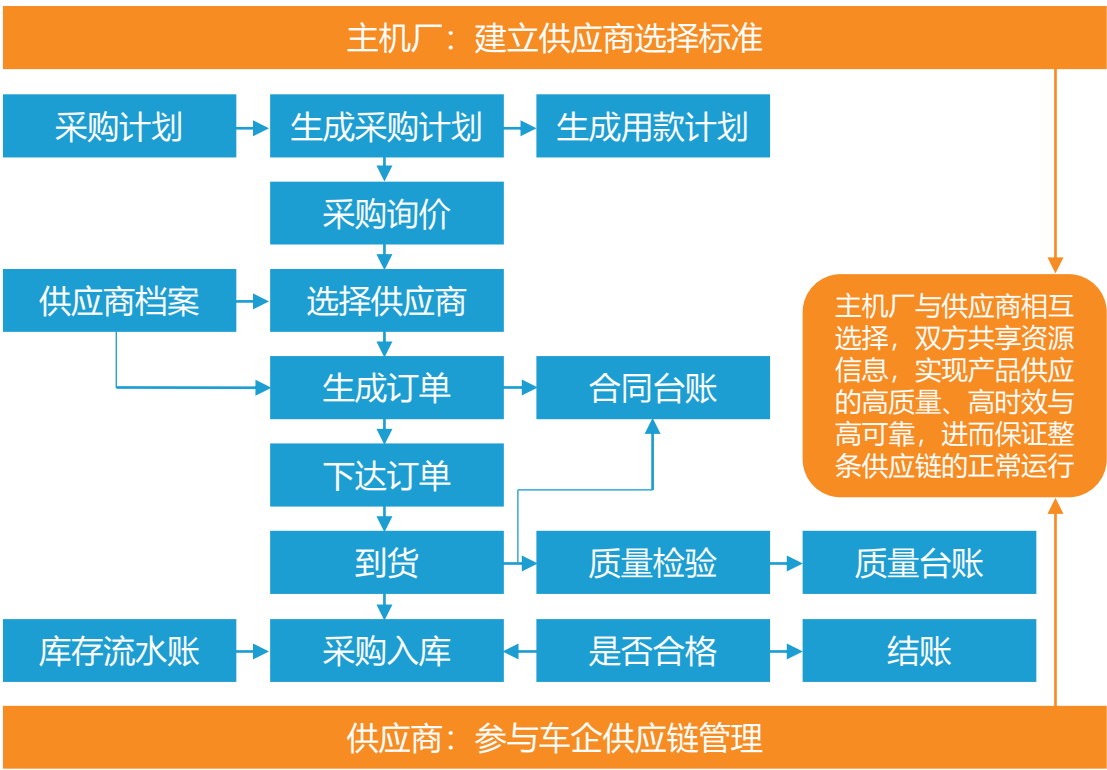 主机厂：建立供应商选择标准
采购计划
生成采购计划
生成用款计划
采购询价
供应商档案
选择供应商
主机厂与供应商相互
选择，双方共享资源
信息，实现产品供应
的高质量、高时效与
高可靠，进而保证整
条供应链的正常运行
生成订单
合同台账
下达订单
到货
质量检验
质量台账
库存流水账
采购入库
是否合格
结账
供应商：参与车企供应链管理